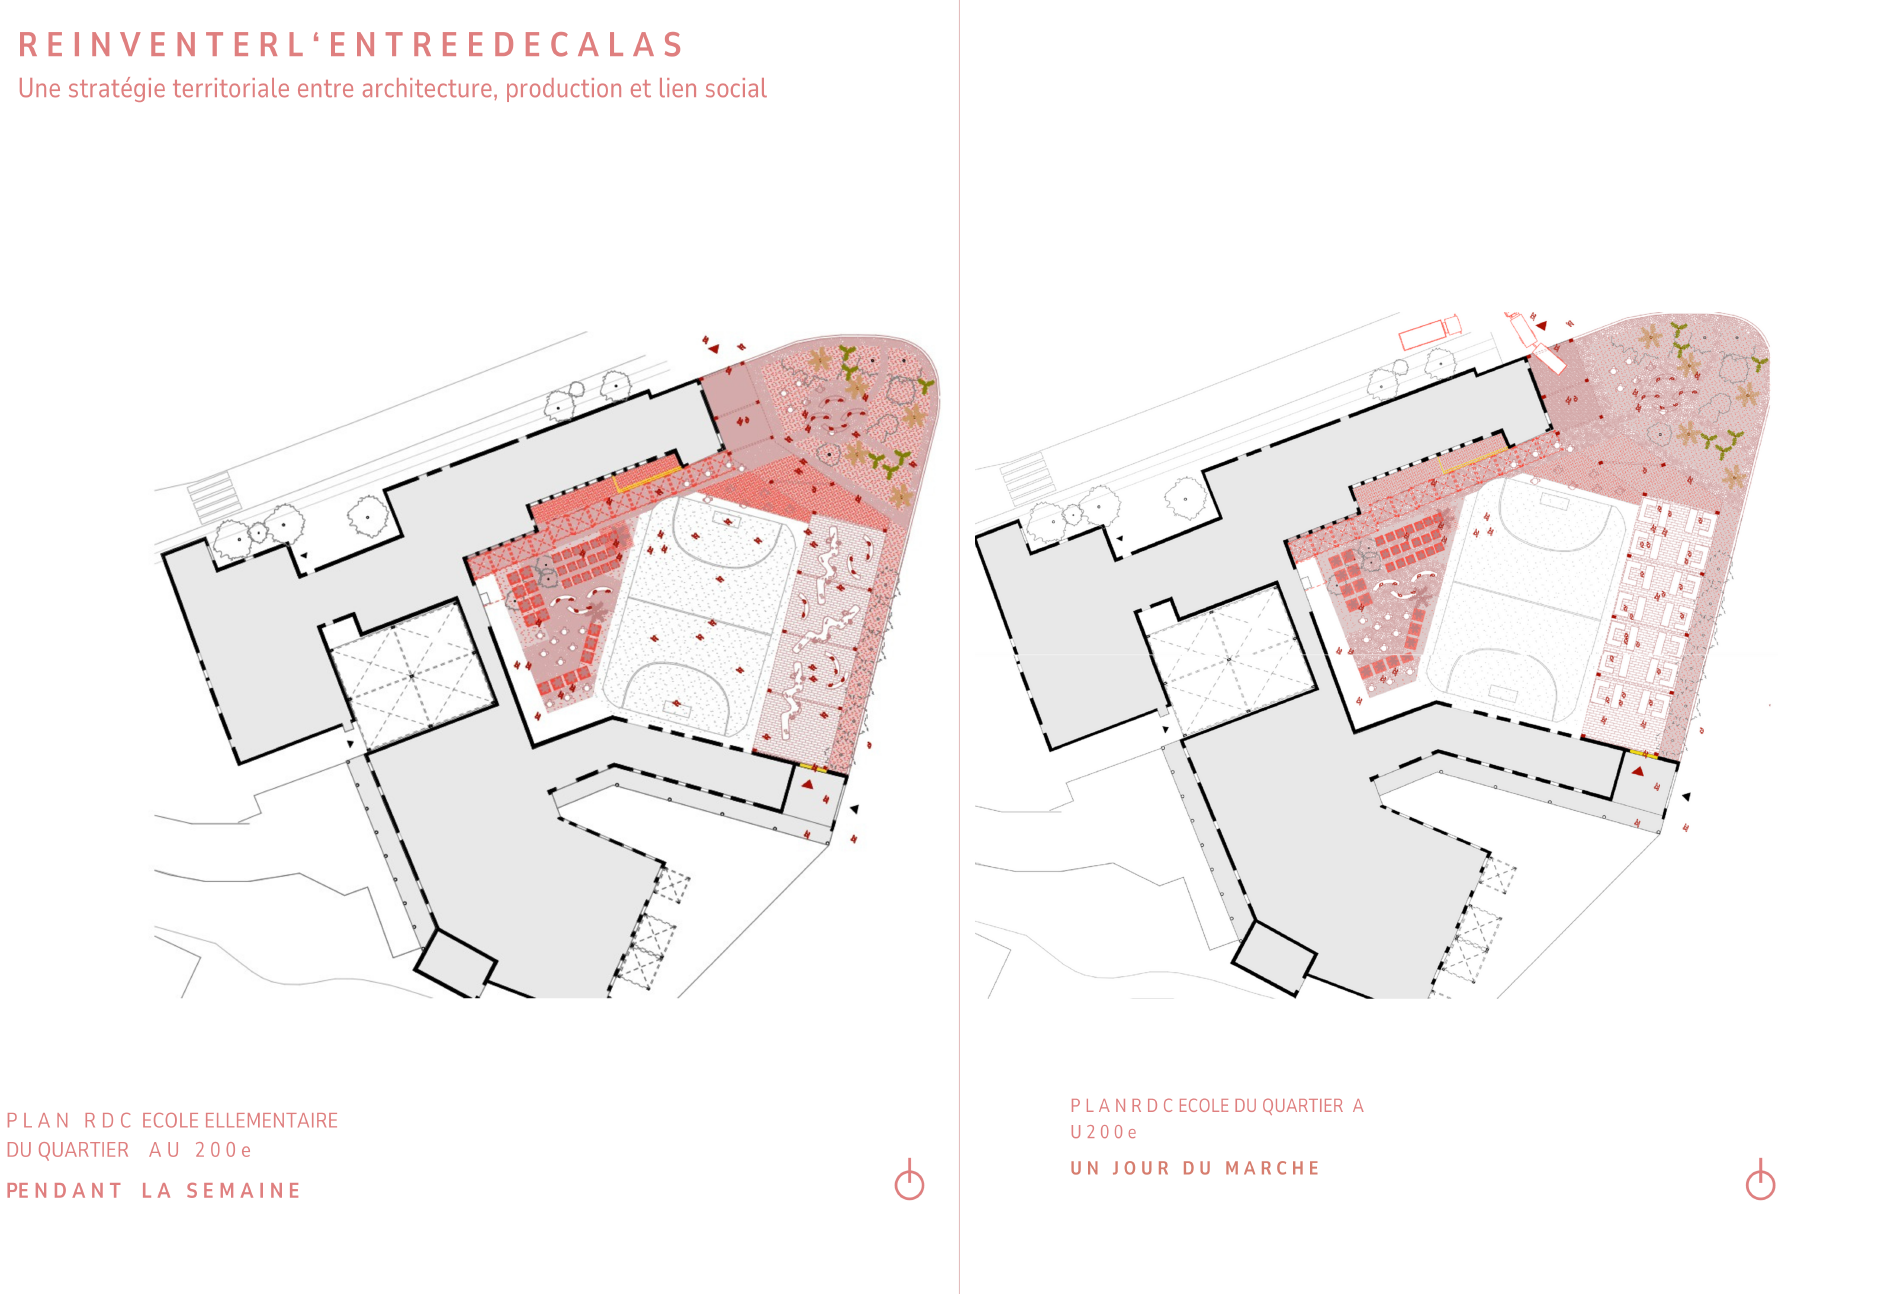 REINVENTERL‘ENTREEDECALAS
Une stratégie territoriale entre architecture, production et lien social
PLAN RDC ECOLE ELLEMENTAIRE
DU QUARTIER AU 200e
PENDANT LA SEMAINE
PLANRDC ECOLE DU QUARTIER A
U200e
UN JOUR DU MARCHE